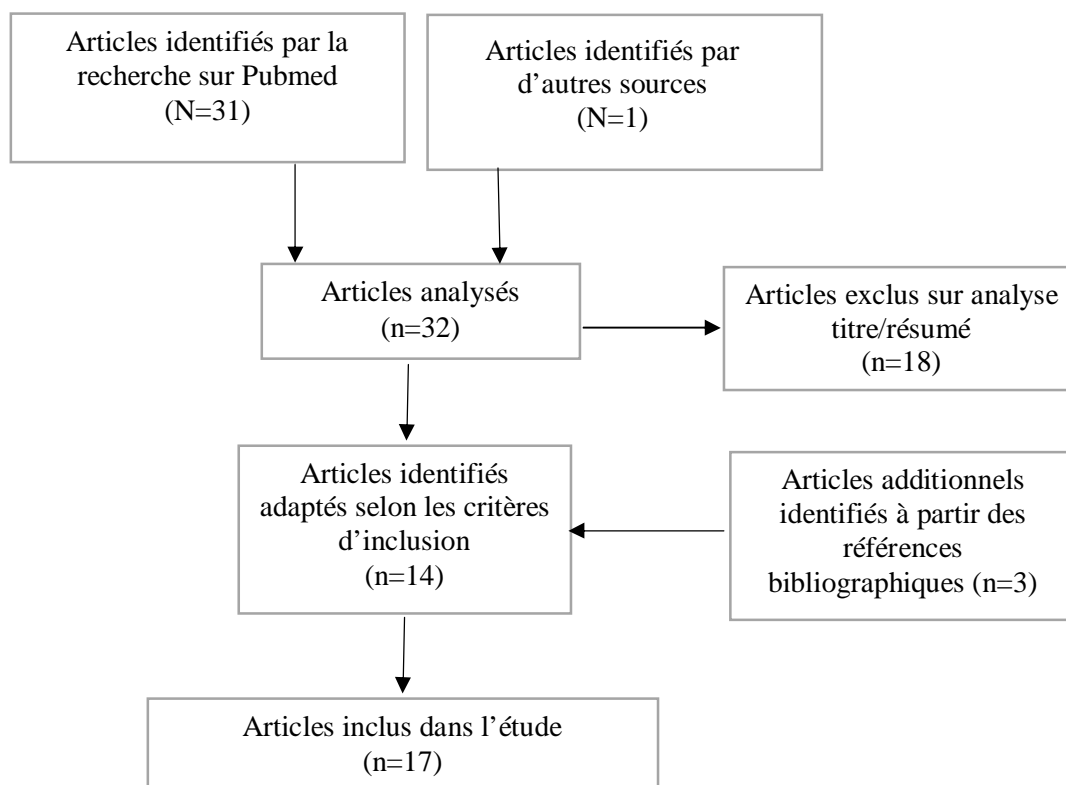 Articles identifiés par la
recherche sur Pubmed
(N=31)
Articles identifiés par
d’autres sources
(N=1)
Articles analysés
(n=32)
Articles exclus sur analyse
titre/résumé
(n=18)
Articles identifiés
adaptés selon les critères
d’inclusion
(n=14)
Articles additionnels
identifiés à partir des
références
bibliographiques (n=3)
Articles inclus dans l’étude
(n=17)